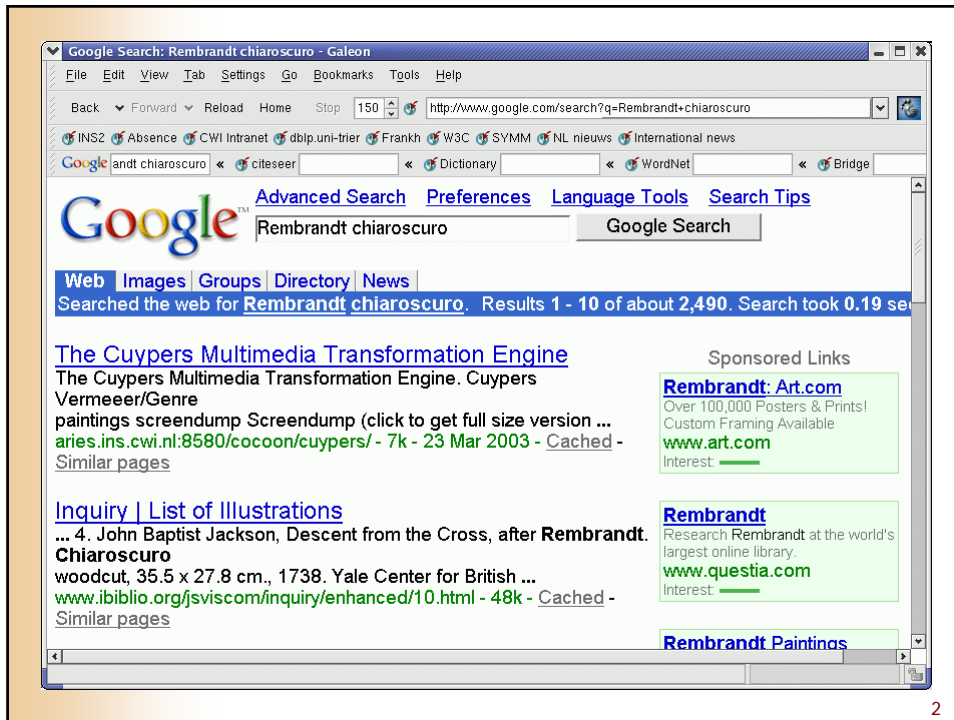 Google Search: Rembrandt chiaroscuro - Galeon
File Edit View Tab Settings Go Bookmarks Tools Help
Back Forward Reload Home Stop 150 http://www.google.com/search?q=Rembrandt+chiaroscuro
INS2 Absence CWI Intranet dblp.uni-trier Frankh W3C SYMM NL nieuws International news
Google andt chiaroscuro « citeseer « Dictionary « WordNet « Bridge
Google™
Advanced Search Preferences Language Tools Search Tips
Rembrandt chiaroscuro Google Search
Web Images Groups Directory News
Searched the web for Rembrandt chiaroscuro. Results 1 - 10 of about 2,490. Search took 0.19 sec
The Cuypers Multimedia Transformation Engine
The Cuypers Multimedia Transformation Engine. Cuypers
Vermeeer/Genre
paintings screendump Screendump (click to get full size version ...
aries.ins.cwi.nl:8580/cocoon/cuypers/ - 7k - 23 Mar 2003 - Cached -
Similar pages
Inquiry | List of Illustrations
... 4. John Baptist Jackson, Descent from the Cross, after Rembrandt.
Chiaroscuro
woodcut, 35.5 x 27.8 cm., 1738. Yale Center for British ...
www.ibiblio.org/jsviscom/inquiry/enhanced/10.html - 48k - Cached -
Similar pages
Sponsored Links
Rembrandt: Art.com
Over 100,000 Posters & Prints!
Custom Framing Available
www.art.com
Interest:
Rembrandt
Research Rembrandt at the world's
largest online library.
www.questia.com
Interest:
Rembrandt Paintings
2